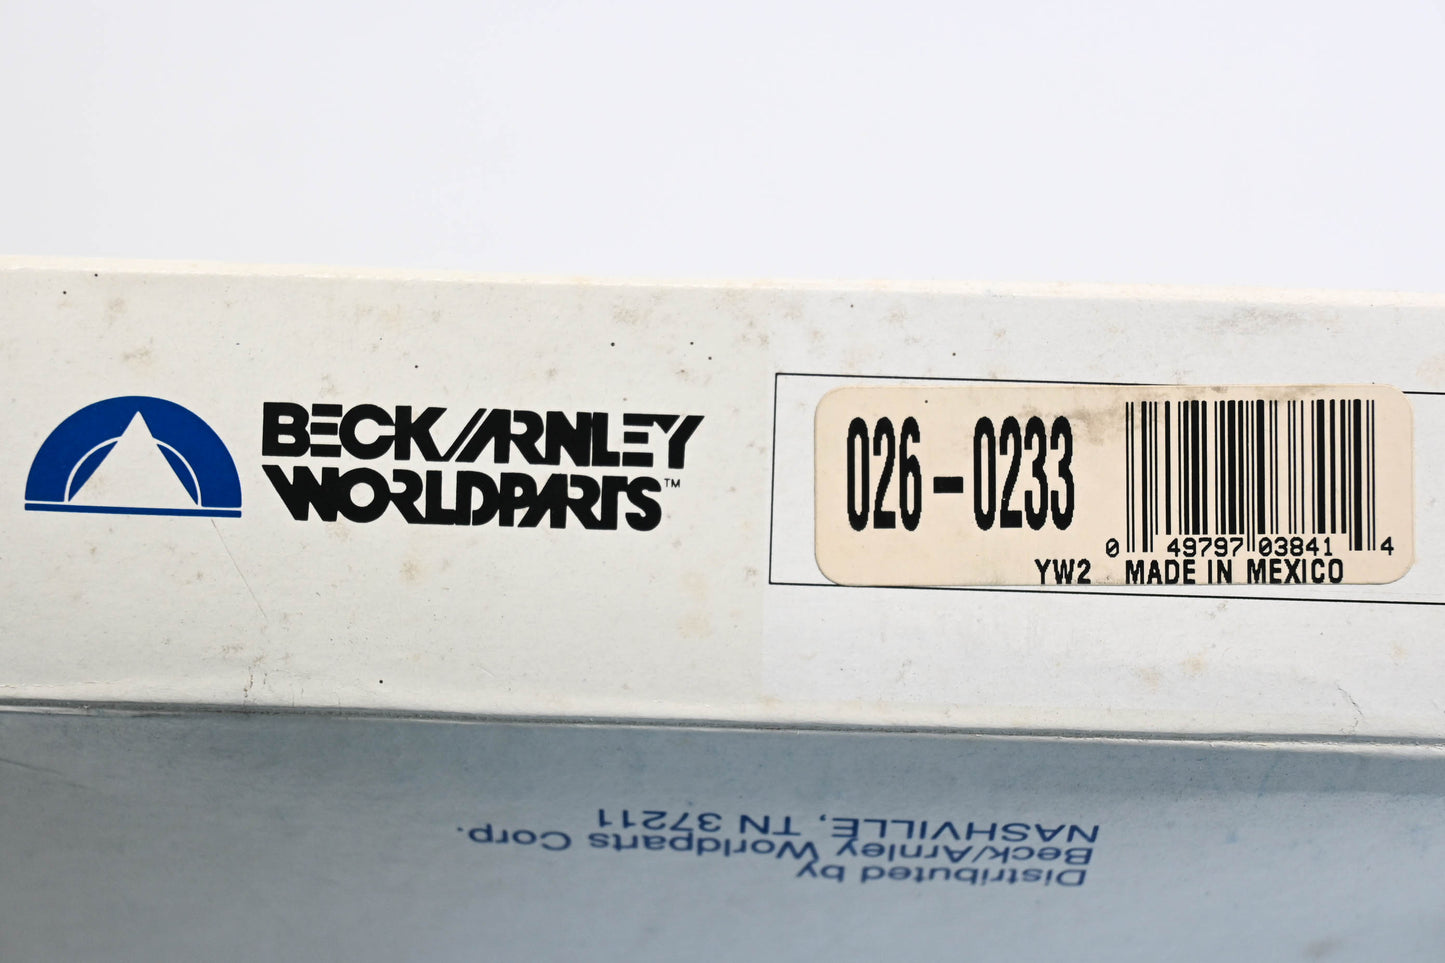 BECK/ARNLEY
WORLDPARTS™
026-0233
0 49797 03841 4
YW2 MADE IN MEXICO
Distributed by
Beck/Arnley Worldparts Corp.
NASHVILLE, TN 37211